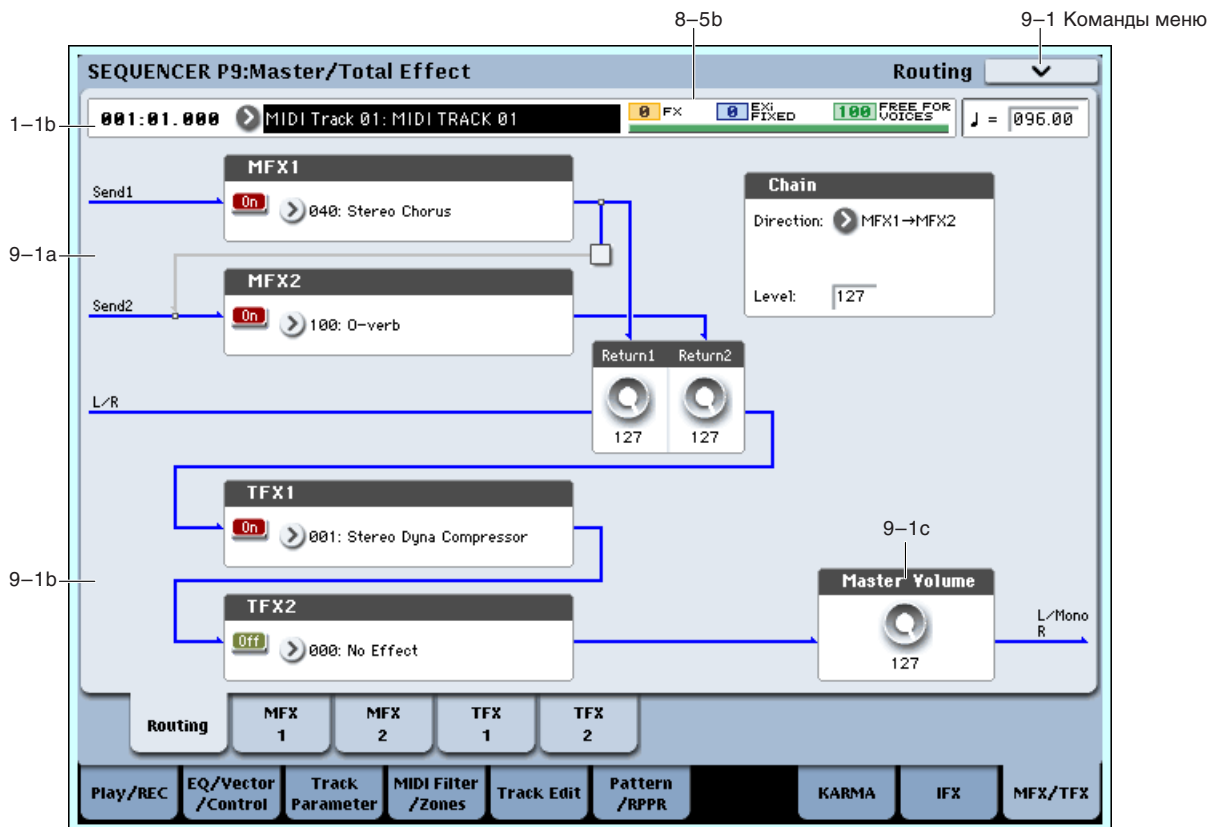 8–5b
9–1 Команды меню
SEQUENCER P9:Master/Total Effect
Routing
1–1b
001:01.000
MIDI Track 01: MIDI TRACK 01
0 FX
0 EXi FIXED
100 FREE FOR VOICES
♩ = 096.00
MFX1
Send1
On
040: Stereo Chorus
Chain
Direction: MFX1→MFX2
Level: 127
9–1a
MFX2
Send2
On
100: O-verb
Return1 Return2
127 127
L/R
TFX1
On
001: Stereo Dyna Compressor
9–1b
9–1c
Master Volume
127
L/Mono
R
TFX2
Off
000: No Effect
Routing
MFX 1
MFX 2
TFX 1
TFX 2
Play/REC
EQ/Vector /Control
Track Parameter
MIDI Filter /Zones
Track Edit
Pattern /RPPR
KARMA
IFX
MFX/TFX